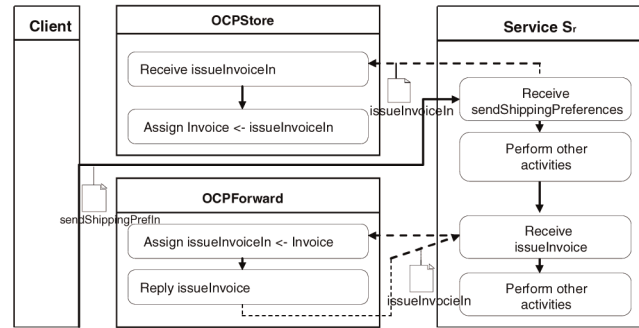 Client
OCPStore
Service Sr
Receive issueInvoiceIn
issueInvoiceIn
Receive
sendShippingPreferences
Assign Invoice <- issueInvoiceIn
Perform other
activities
sendShippingPrefIn
OCPForward
Assign issueInvoiceIn <- Invoice
Receive
issueInvoice
Reply issueInvoice
issueInvocieIn
Perform other
activities